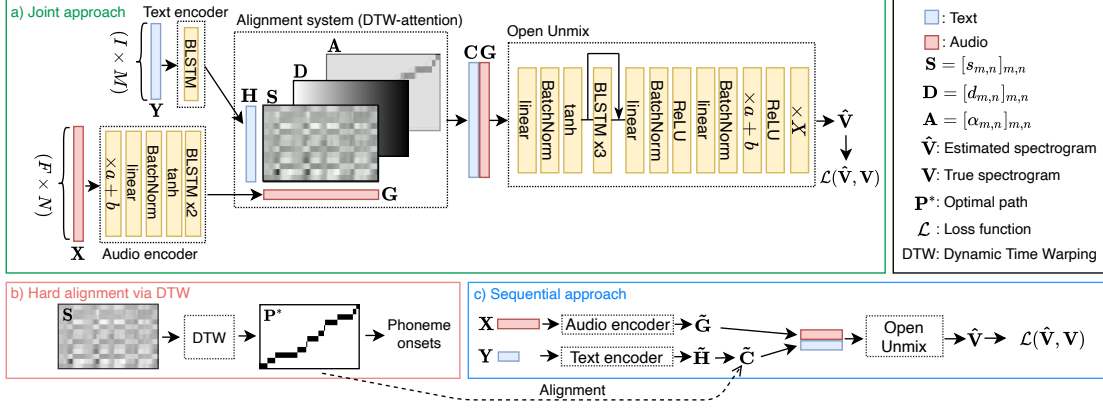 a) Joint approach
Text encoder
(I × M)
Y
BLSTM
(F × N)
X
×a + b
linear
BatchNorm
tanh
BLSTM x2
Audio encoder
Alignment system (DTW-attention)
A
D
S
H
G
C G
Open Unmix
linear
BatchNorm
tanh
BLSTM x3
linear
BatchNorm
ReLU
linear
BatchNorm
×a + b
ReLU
×X
V̂
ℒ(V̂, V)
: Text
: Audio
S = [s_{m,n}]_{m,n}
D = [d_{m,n}]_{m,n}
A = [α_{m,n}]_{m,n}
V̂: Estimated spectrogram
V: True spectrogram
P*: Optimal path
ℒ : Loss function
DTW: Dynamic Time Warping
b) Hard alignment via DTW
S
DTW
P*
Phoneme
onsets
c) Sequential approach
X
Audio encoder
G̃
Y
Text encoder
H̃
C̃
Open
Unmix
V̂
ℒ(V̂, V)
Alignment